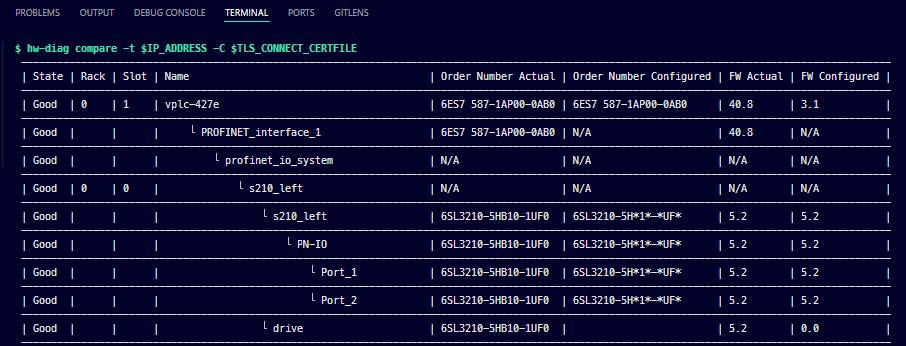 PROBLEMS OUTPUT DEBUG CONSOLE TERMINAL PORTS GITLENS
$ hw-diag compare -t $IP_ADDRESS -C $TLS_CONNECT_CERTFILE
| State | Rack | Slot | Name | Order Number Actual | Order Number Configured | FW Actual | FW Configured |
| Good | 0 | 1 | vplc-427e | 6ES7 587-1AP00-0AB0 | 6ES7 587-1AP00-0AB0 | 40.8 | 3.1 |
| Good | | | └ PROFINET_interface_1 | 6ES7 587-1AP00-0AB0 | N/A | 40.8 | N/A |
| Good | | | └ profinet_io_system | N/A | N/A | N/A | N/A |
| Good | 0 | 0 | └ s210_left | N/A | N/A | N/A | N/A |
| Good | | | └ s210_left | 6SL3210-5HB10-1UF0 | 6SL3210-5H*1*-*UF* | 5.2 | 5.2 |
| Good | | | └ PN-IO | 6SL3210-5HB10-1UF0 | 6SL3210-5H*1*-*UF* | 5.2 | 5.2 |
| Good | | | └ Port_1 | 6SL3210-5HB10-1UF0 | 6SL3210-5H*1*-*UF* | 5.2 | 5.2 |
| Good | | | └ Port_2 | 6SL3210-5HB10-1UF0 | 6SL3210-5H*1*-*UF* | 5.2 | 5.2 |
| Good | | | └ drive | 6SL3210-5HB10-1UF0 | | 5.2 | 0.0 |